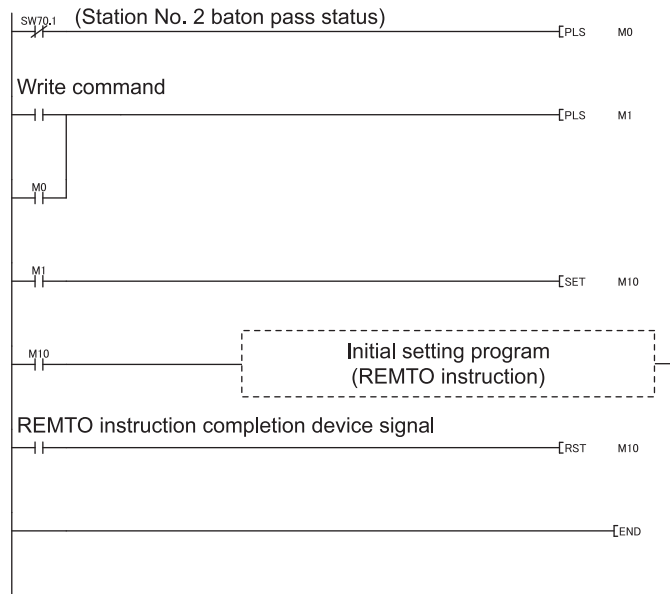 SW70.1 (Station No. 2 baton pass status)
[PLS M0
Write command
[PLS M1
M0
M1
[SET M10
M10
Initial setting program
(REMTO instruction)
REMTO instruction completion device signal
[RST M10
[END